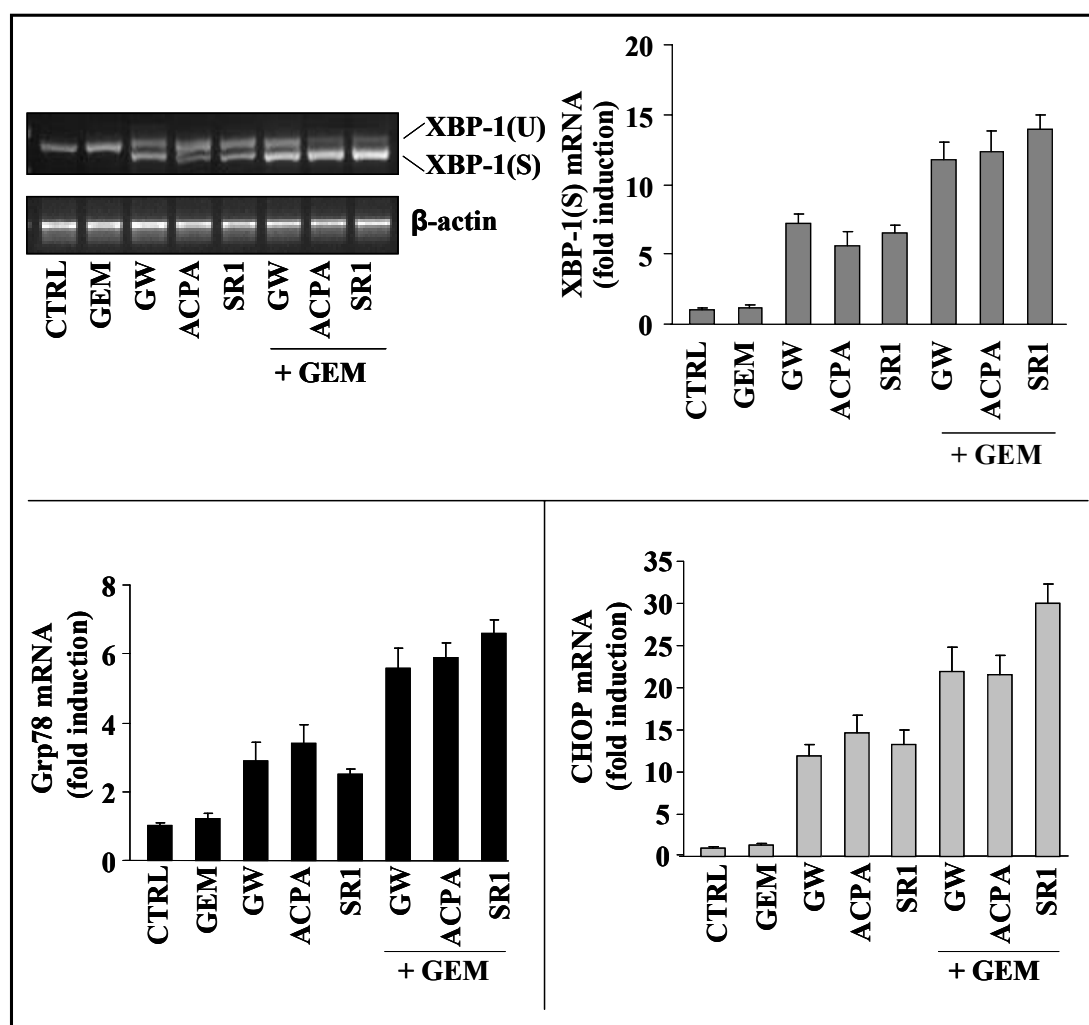 XBP-1(U)
XBP-1(S)
β-actin
CTRL
GEM
GW
ACPA
SR1
GW
ACPA
SR1
+ GEM
XBP-1(S) mRNA
(fold induction)
20
15
10
5
0
CTRL
GEM
GW
ACPA
SR1
GW
ACPA
SR1
+ GEM
Grp78 mRNA
(fold induction)
8
6
4
2
0
CTRL
GEM
GW
ACPA
SR1
GW
ACPA
SR1
+ GEM
CHOP mRNA
(fold induction)
35
30
25
20
15
10
5
0
CTRL
GEM
GW
ACPA
SR1
GW
ACPA
SR1
+ GEM